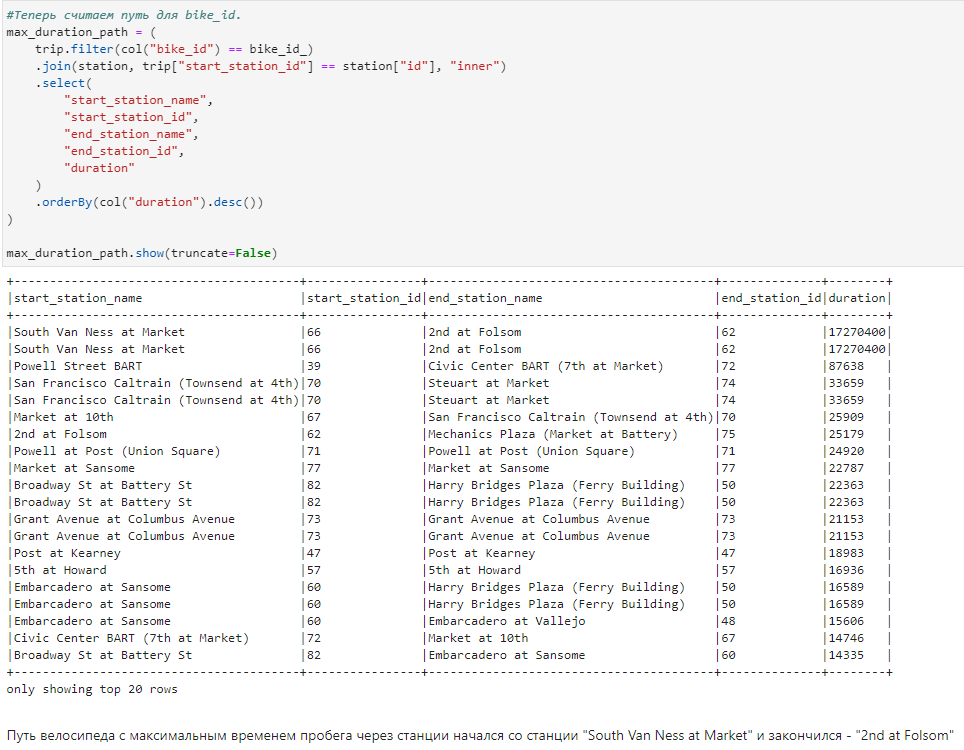 #Теперь считаем путь для bike_id.
max_duration_path = (
    trip.filter(col("bike_id") == bike_id_)
    .join(station, trip["start_station_id"] == station["id"], "inner")
    .select(
        "start_station_name",
        "start_station_id",
        "end_station_name",
        "end_station_id",
        "duration"
    )
    .orderBy(col("duration").desc())
)
max_duration_path.show(truncate=False)
+----------------------------------------+----------------+----------------------------------------+--------------+--------+
|start_station_name |start_station_id|end_station_name |end_station_id|duration|
+----------------------------------------+----------------+----------------------------------------+--------------+--------+
|South Van Ness at Market |66 |2nd at Folsom |62 |17270400|
|South Van Ness at Market |66 |2nd at Folsom |62 |17270400|
|Powell Street BART |39 |Civic Center BART (7th at Market) |72 |87638 |
|San Francisco Caltrain (Townsend at 4th)|70 |Steuart at Market |74 |33659 |
|San Francisco Caltrain (Townsend at 4th)|70 |Steuart at Market |74 |33659 |
|Market at 10th |67 |San Francisco Caltrain (Townsend at 4th)|70 |25909 |
|2nd at Folsom |62 |Mechanics Plaza (Market at Battery) |75 |25179 |
|Powell at Post (Union Square) |71 |Powell at Post (Union Square) |71 |24920 |
|Market at Sansome |77 |Market at Sansome |77 |22787 |
|Broadway St at Battery St |82 |Harry Bridges Plaza (Ferry Building) |50 |22363 |
|Broadway St at Battery St |82 |Harry Bridges Plaza (Ferry Building) |50 |22363 |
|Grant Avenue at Columbus Avenue |73 |Grant Avenue at Columbus Avenue |73 |21153 |
|Grant Avenue at Columbus Avenue |73 |Grant Avenue at Columbus Avenue |73 |21153 |
|Post at Kearney |47 |Post at Kearney |47 |18983 |
|5th at Howard |57 |5th at Howard |57 |16936 |
|Embarcadero at Sansome |60 |Harry Bridges Plaza (Ferry Building) |50 |16589 |
|Embarcadero at Sansome |60 |Harry Bridges Plaza (Ferry Building) |50 |16589 |
|Embarcadero at Sansome |60 |Embarcadero at Vallejo |48 |15606 |
|Civic Center BART (7th at Market) |72 |Market at 10th |67 |14746 |
|Broadway St at Battery St |82 |Embarcadero at Sansome |60 |14335 |
+----------------------------------------+----------------+----------------------------------------+--------------+--------+
only showing top 20 rows
Путь велосипеда с максимальным временем пробега через станции начался со станции "South Van Ness at Market" и закончился - "2nd at Folsom"